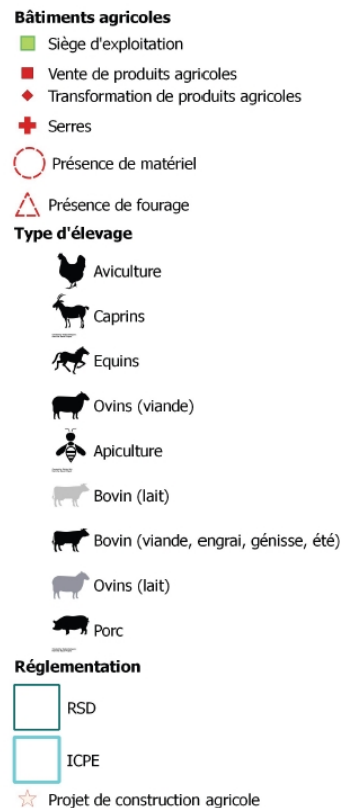 Bâtiments agricoles
Siège d'exploitation
Vente de produits agricoles
Transformation de produits agricoles
Serres
Présence de matériel
Présence de fourage
Type d'élevage
Aviculture
Caprins
Equins
Ovins (viande)
Apiculture
Bovin (lait)
Bovin (viande, engrai, génisse, été)
Ovins (lait)
Porc
Réglementation
RSD
ICPE
Projet de construction agricole